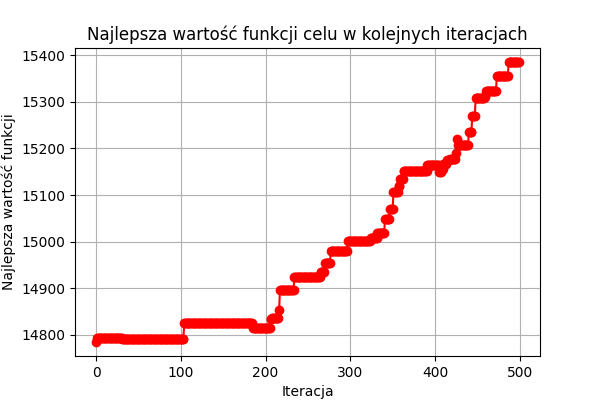 Najlepsza wartość funkcji celu w kolejnych iteracjach
15400
15300
15200
15100
15000
14900
14800
Najlepsza wartość funkcji
0 100 200 300 400 500
Iteracja